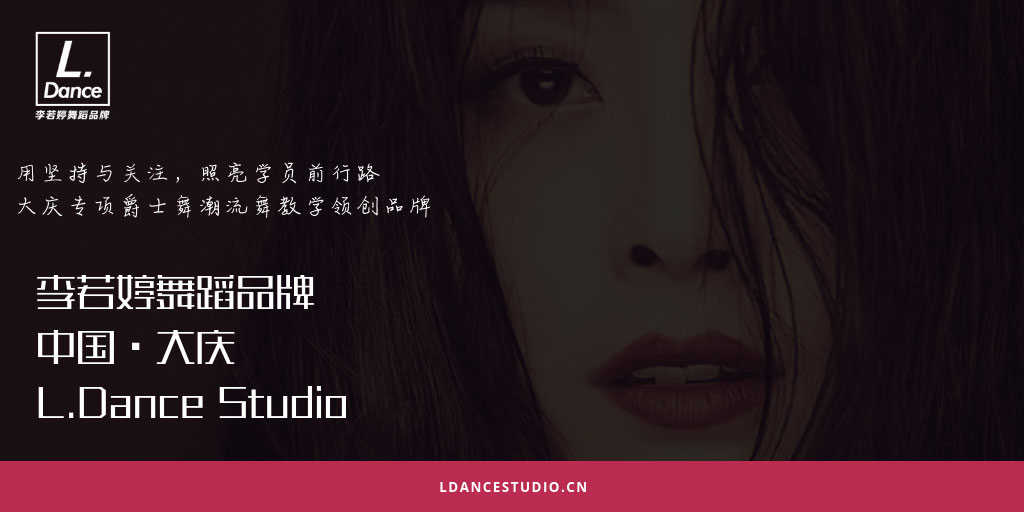 L.
Dance
李若婷舞蹈品牌
用坚持与关注，照亮学员前行路
大庆专项爵士舞潮流舞教学领创品牌
李若婷舞蹈品牌
中国·大庆
L.Dance Studio
LDANCESTUDIO.CN